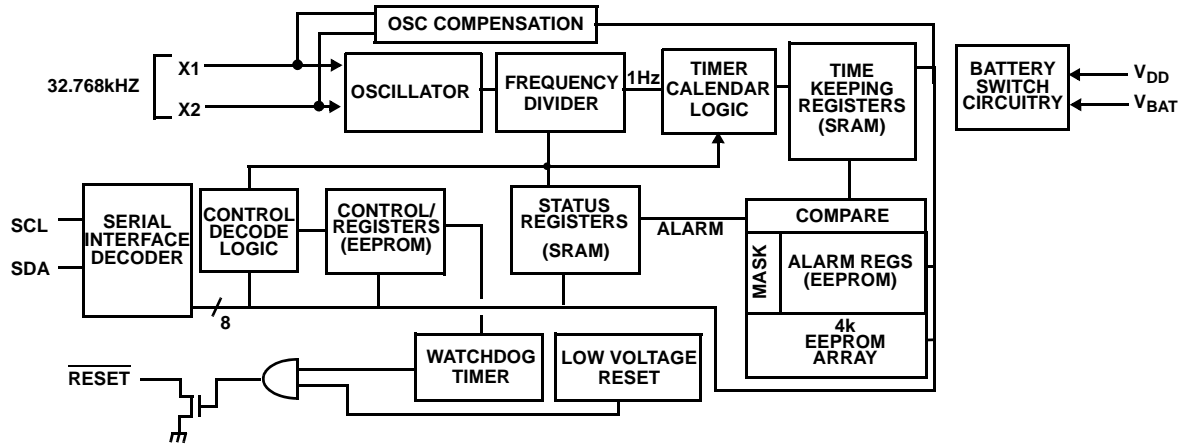 OSC COMPENSATION
32.768kHZ
X1
X2
OSCILLATOR
FREQUENCY
DIVIDER
1Hz
TIMER
CALENDAR
LOGIC
TIME
KEEPING
REGISTERS
(SRAM)
BATTERY
SWITCH
CIRCUITRY
VDD
VBAT
SCL
SDA
SERIAL
INTERFACE
DECODER
CONTROL
DECODE
LOGIC
CONTROL/
REGISTERS
(EEPROM)
STATUS
REGISTERS
(SRAM)
ALARM
COMPARE
MASK
ALARM REGS
(EEPROM)
4k
EEPROM
ARRAY
8
WATCHDOG
TIMER
LOW VOLTAGE
RESET
RESET